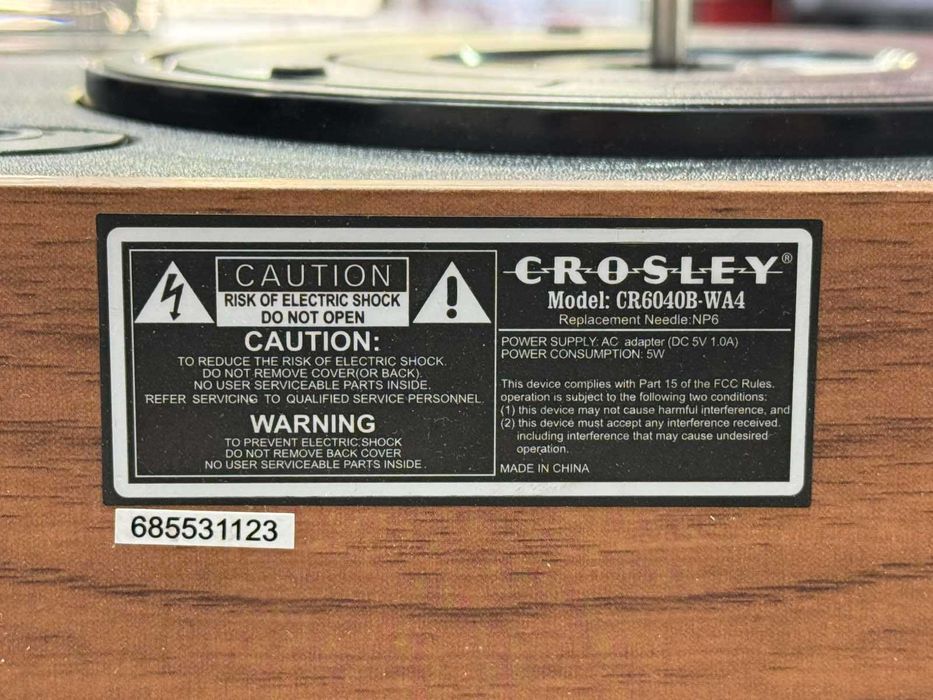 CAUTION
RISK OF ELECTRIC SHOCK
DO NOT OPEN
CAUTION:
TO REDUCE THE RISK OF ELECTRIC SHOCK.
DO NOT REMOVE COVER(OR BACK).
NO USER SERVICEABLE PARTS INSIDE.
REFER SERVICING TO QUALIFIED SERVICE PERSONNEL.
WARNING
TO PREVENT ELECTRIC SHOCK
DO NOT REMOVE BACK COVER
NO USER SERVICEABLE PARTS INSIDE.
CROSLEY®
Model: CR6040B-WA4
Replacement Needle:NP6
POWER SUPPLY: AC adapter (DC 5V 1.0A)
POWER CONSUMPTION: 5W
This device complies with Part 15 of the FCC Rules.
operation is subject to the following two conditions:
(1) this device may not cause harmful interference, and
(2) this device must accept any interference received.
including interference that may cause undesired
operation.
MADE IN CHINA
685531123